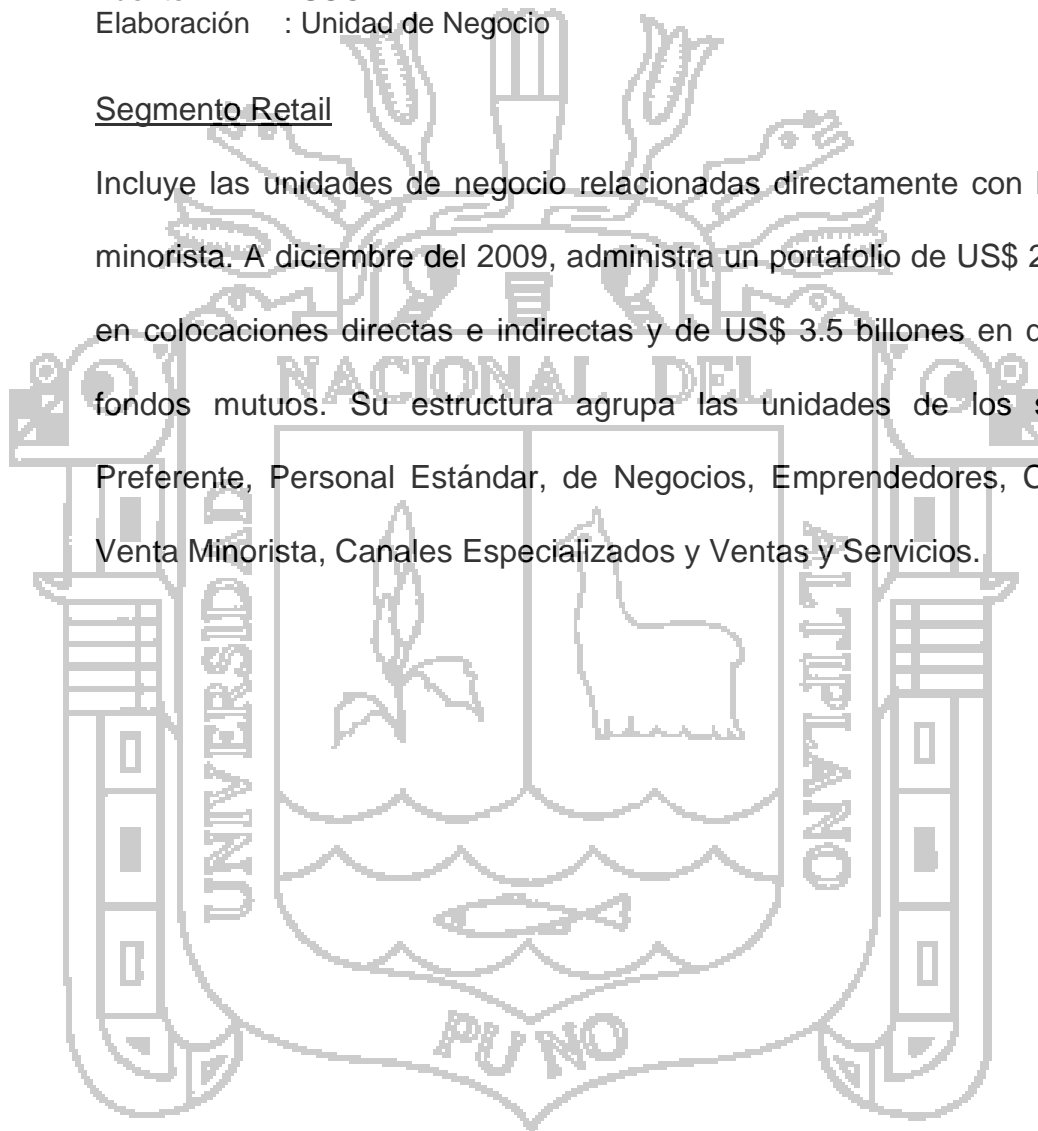 Elaboración : Unidad de Negocio
Segmento Retail
Incluye las unidades de negocio relacionadas directamente con
minorista. A diciembre del 2009, administra un portafolio de US$ 2
en colocaciones directas e indirectas y de US$ 3.5 billones en
fondos mutuos. Su estructura agrupa las unidades de los
Preferente, Personal Estándar, de Negocios, Emprendedores,
Venta Minorista, Canales Especializados y Ventas y Servicios.
UNIVERSIDAD
NACIONAL DEL
ALTIPLANO
PUNO